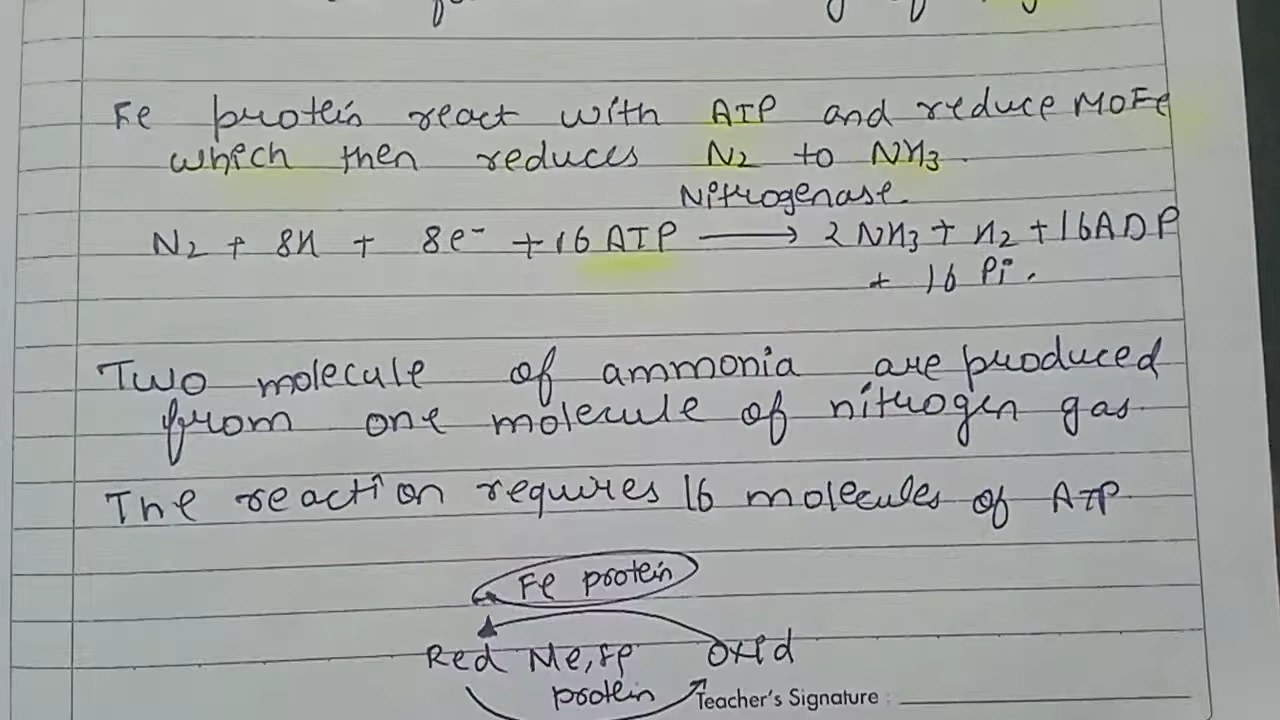 Fe protein react with ATP and reduce MoFe
which then reduces N2 to NH3.
Nitrogenase
N2 + 8H + 8e- + 16 ATP ⟶ 2 NH3 + H2 + 16ADP
+ 16 Pi.
Two molecule of ammonia are produced
from one molecule of nitrogen gas.
The reaction requires 16 molecules of ATP
Fe protein
Red Mo,Fe oxid
protein
Teacher's Signature :